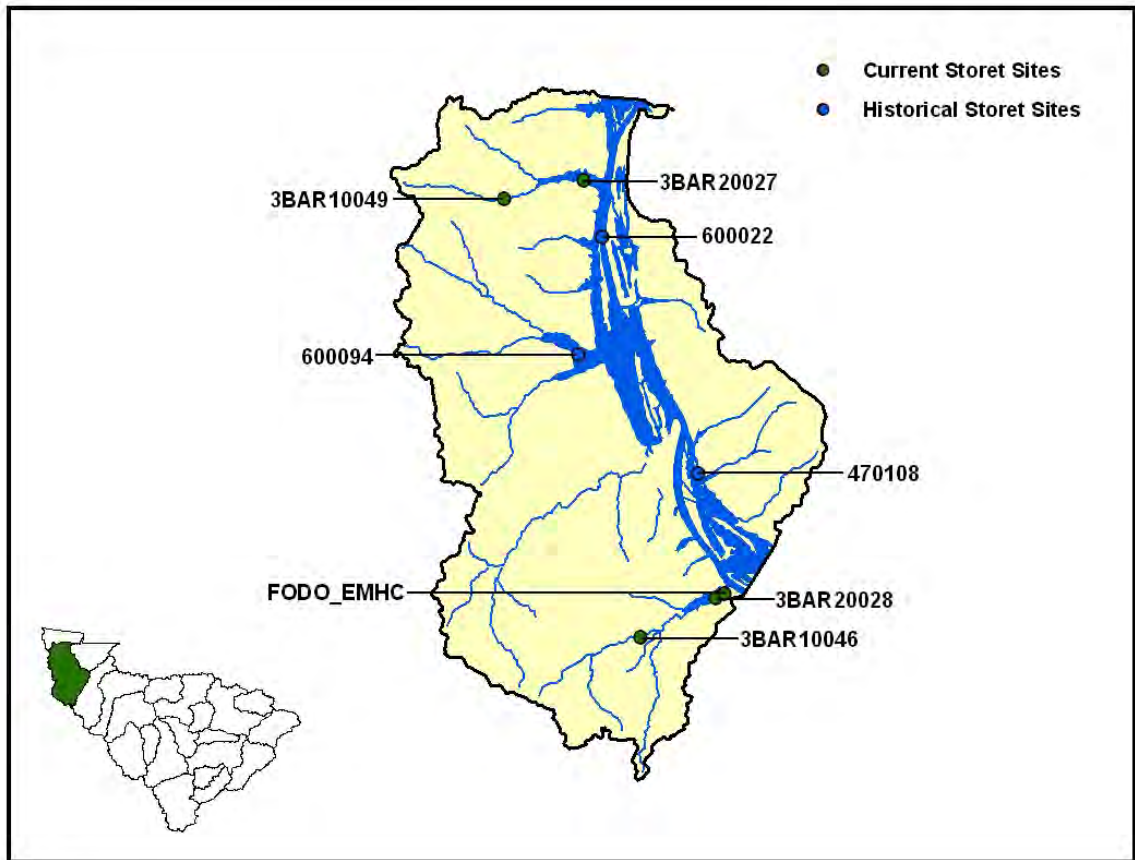 Current Storet Sites
Historical Storet Sites
3BAR10049
3BAR20027
600022
600094
470108
FODO_EMHC
3BAR20028
3BAR10046